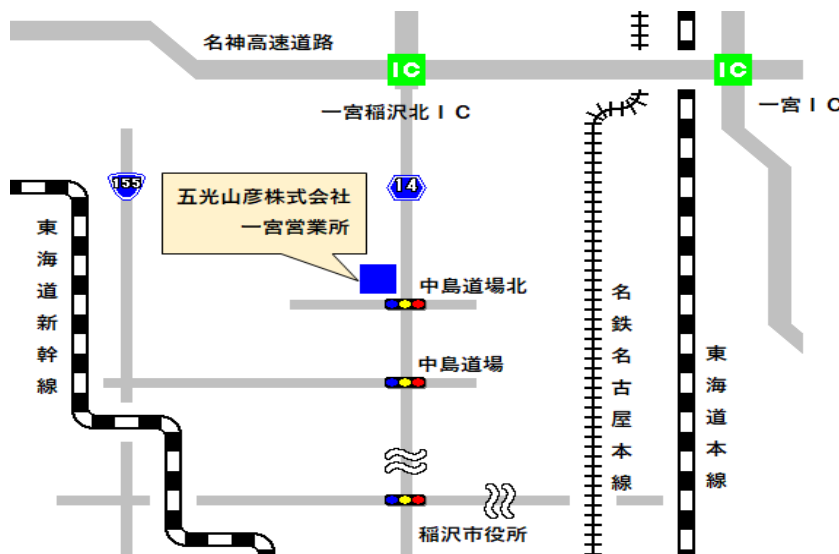 名神高速道路
IC
IC
一宮稲沢北ＩＣ
一宮ＩＣ
155
14
五光山彦株式会社
一宮営業所
東海道新幹線
中島道場北
名鉄名古屋本線
東海道本線
中島道場
稲沢市役所